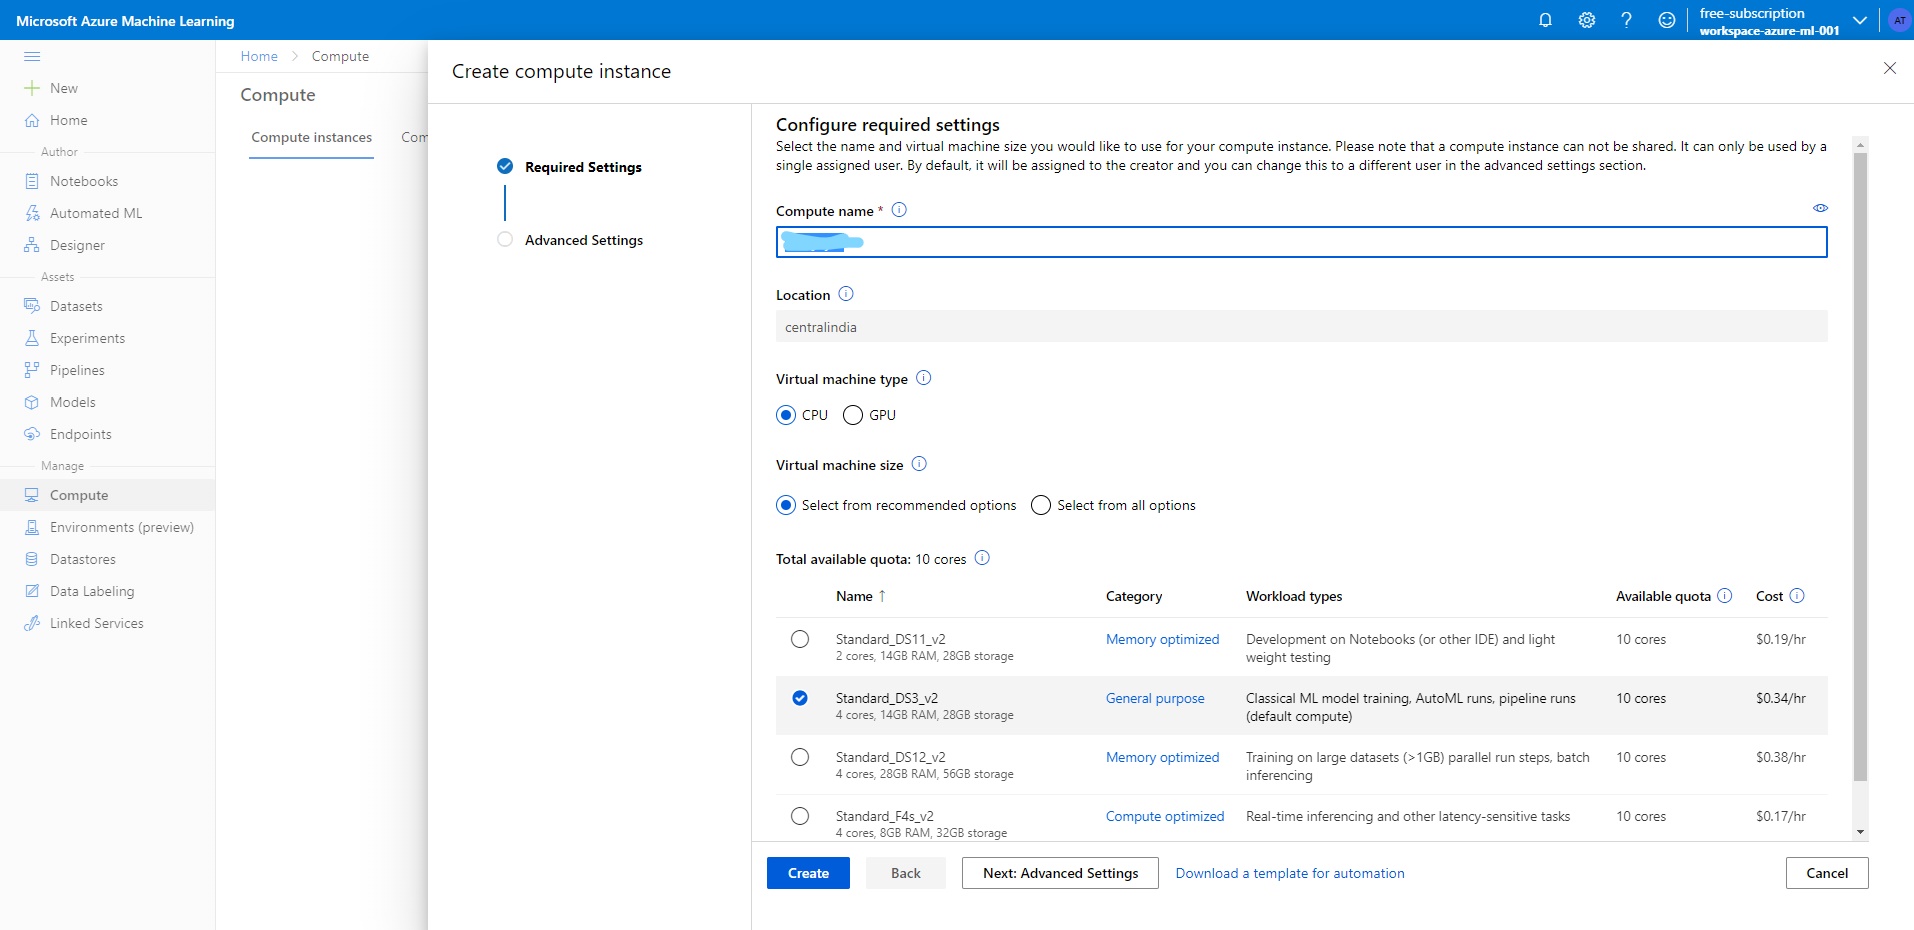 Microsoft Azure Machine Learning
free-subscription
workspace-azure-ml-001
AT
New
Home
Author
Notebooks
Automated ML
Designer
Assets
Datasets
Experiments
Pipelines
Models
Endpoints
Manage
Compute
Environments (preview)
Datastores
Data Labeling
Linked Services
Home > Compute
Compute
Compute instances Com
Create compute instance
Required Settings
Advanced Settings
Configure required settings
Select the name and virtual machine size you would like to use for your compute instance. Please note that a compute instance can not be shared. It can only be used by a
single assigned user. By default, it will be assigned to the creator and you can change this to a different user in the advanced settings section.
Compute name *
Location
centralindia
Virtual machine type
CPU GPU
Virtual machine size
Select from recommended options Select from all options
Total available quota: 10 cores
Name ↑ Category Workload types Available quota Cost
Standard_DS11_v2 Memory optimized Development on Notebooks (or other IDE) and light 10 cores $0.19/hr
2 cores, 14GB RAM, 28GB storage weight testing
Standard_DS3_v2 General purpose Classical ML model training, AutoML runs, pipeline runs 10 cores $0.34/hr
4 cores, 14GB RAM, 28GB storage (default compute)
Standard_DS12_v2 Memory optimized Training on large datasets (>1GB) parallel run steps, batch 10 cores $0.38/hr
4 cores, 28GB RAM, 56GB storage inferencing
Standard_F4s_v2 Compute optimized Real-time inferencing and other latency-sensitive tasks 10 cores $0.17/hr
4 cores, 8GB RAM, 32GB storage
Create Back Next: Advanced Settings Download a template for automation Cancel